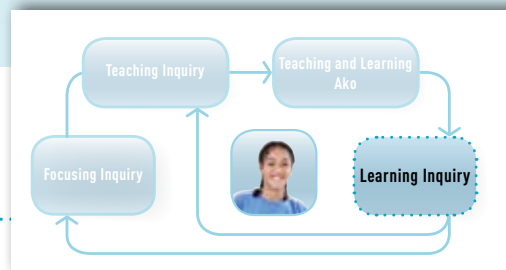 Teaching Inquiry
Teaching and Learning
Ako
Focusing Inquiry
Learning Inquiry